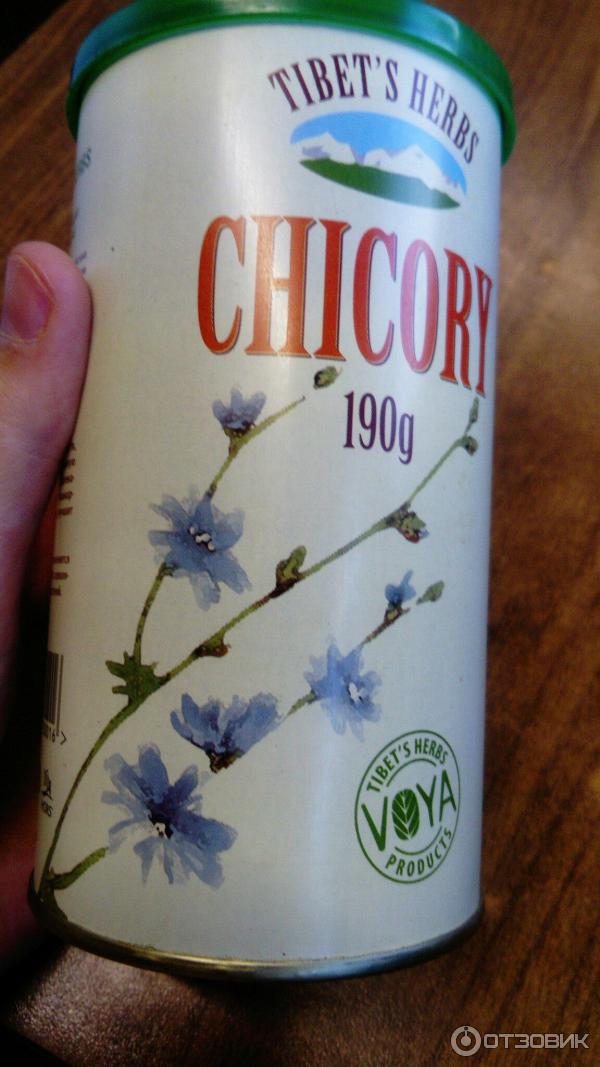 TIBET'S HERBS
CHICORY
190g
TIBET'S HERBS
VOYA
PRODUCTS
ОТЗОВИК